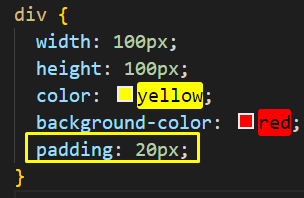 div {
  width: 100px;
  height: 100px;
  color: yellow;
  background-color: red;
  padding: 20px;
}